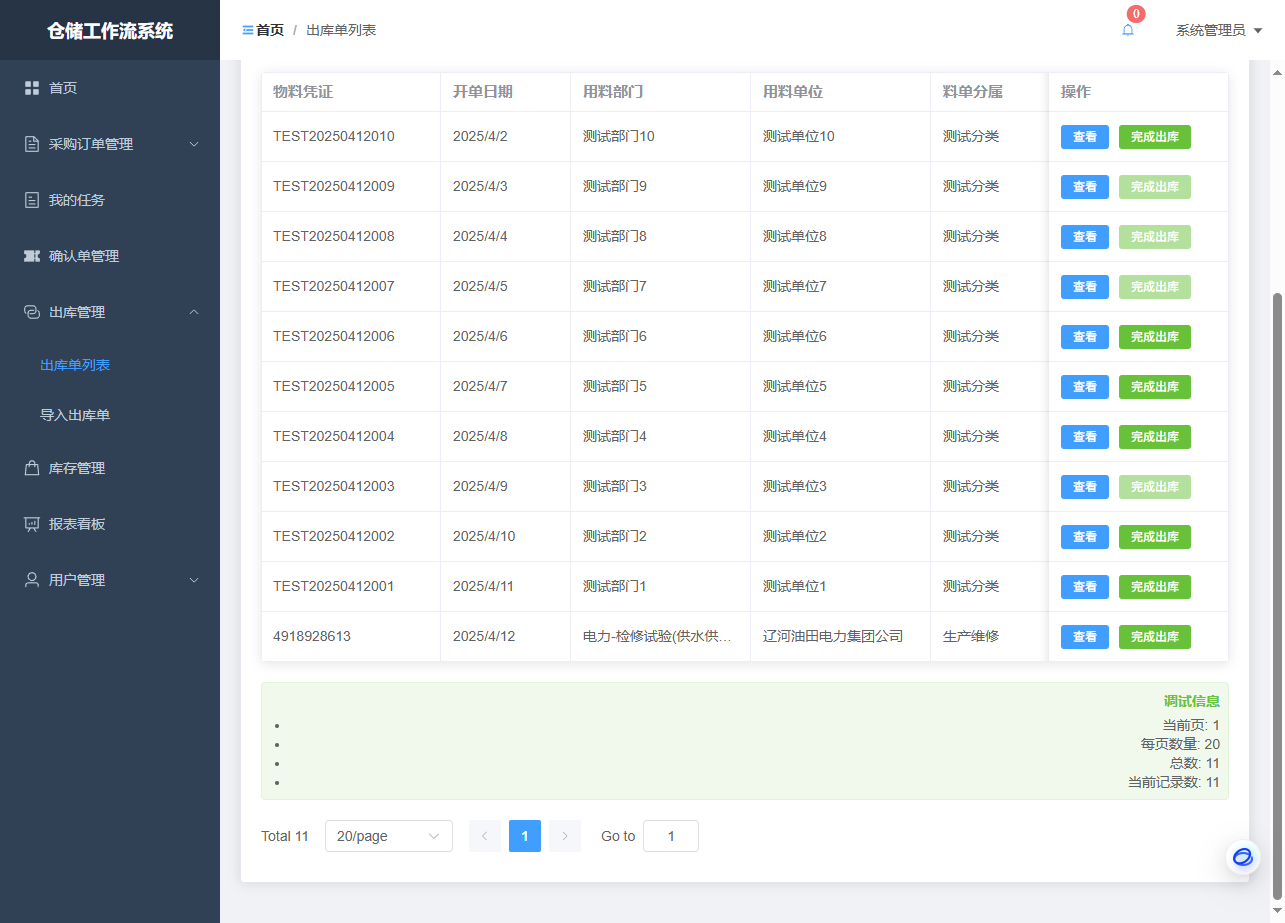 仓储工作流系统
首页 / 出库单列表
0
系统管理员
首页
采购订单管理
我的任务
确认单管理
出库管理
出库单列表
导入出库单
库存管理
报表看板
用户管理
物料凭证 开单日期 用料部门 用料单位 料单分属 操作
TEST20250412010 2025/4/2 测试部门10 测试单位10 测试分类 查看 完成出库
TEST20250412009 2025/4/3 测试部门9 测试单位9 测试分类 查看 完成出库
TEST20250412008 2025/4/4 测试部门8 测试单位8 测试分类 查看 完成出库
TEST20250412007 2025/4/5 测试部门7 测试单位7 测试分类 查看 完成出库
TEST20250412006 2025/4/6 测试部门6 测试单位6 测试分类 查看 完成出库
TEST20250412005 2025/4/7 测试部门5 测试单位5 测试分类 查看 完成出库
TEST20250412004 2025/4/8 测试部门4 测试单位4 测试分类 查看 完成出库
TEST20250412003 2025/4/9 测试部门3 测试单位3 测试分类 查看 完成出库
TEST20250412002 2025/4/10 测试部门2 测试单位2 测试分类 查看 完成出库
TEST20250412001 2025/4/11 测试部门1 测试单位1 测试分类 查看 完成出库
4918928613 2025/4/12 电力-检修试验(供水供… 辽河油田电力集团公司 生产维修 查看 完成出库
调试信息
当前页: 1
每页数量: 20
总数: 11
当前记录数: 11
Total 11 20/page 1 Go to 1